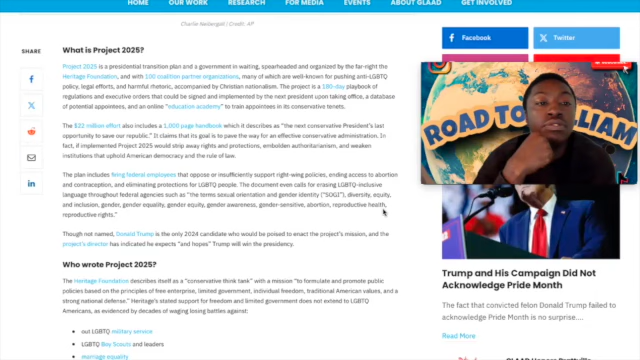 HOME OUR WORK RESEARCH FOR MEDIA EVENTS ABOUT GLAAD GET INVOLVED
SHARE
What is Project 2025?
Project 2025 is a presidential transition plan and a government in waiting, spearheaded and organized by the far-right the
Heritage Foundation, and with 100 coalition partner organizations, many of which are well-known for pushing anti-LGBTQ
policy, legal efforts, and harmful rhetoric, accompanied by Christian nationalism. The project is a 180-day playbook of
regulations and executive orders that could be signed and implemented by the next president upon taking office, a database
of potential appointees, and an online "education academy" to train appointees in its conservative tenets.
The $22 million effort also includes a 1,000 page handbook which it describes as "the next conservative President's last
opportunity to save our republic." It claims that its goal is to pave the way for an effective conservative administration. In
fact, if implemented Project 2025 would strip away rights and protections, embolden authoritarianism, and weaken
institutions that uphold American democracy and the rule of law.
The plan includes firing federal employees that oppose or insufficiently support right-wing policies, ending access to abortion
and contraception, and eliminating protections for LGBTQ people. The document even calls for erasing LGBTQ-inclusive
language throughout federal agencies such as "the terms sexual orientation and gender identity ("SOGI"), diversity, equity,
and inclusion, gender, gender equality, gender equity, gender awareness, gender-sensitive, abortion, reproductive health,
reproductive rights."
Though not named, Donald Trump is the only 2024 candidate who would be poised to enact the project's mission, and the
project's director has indicated he expects "and hopes" Trump will win the presidency.
Who wrote Project 2025?
The Heritage Foundation describes itself as a "conservative think tank" with a mission "to formulate and promote public
policies based on the principles of free enterprise, limited government, individual freedom, traditional American values, and a
strong national defense." Heritage's stated support for freedom and limited government does not extend to LGBTQ
Americans, as evidenced by decades of waging losing battles against:
out LGBTQ military service
LGBTQ Boy Scouts and leaders
marriage equality
Facebook
Twitter
ROAD TO
LIAM
Trump and His Campaign Did Not
Acknowledge Pride Month
The fact that convicted felon Donald Trump failed to
acknowledge Pride Month is no surprise....
Read More